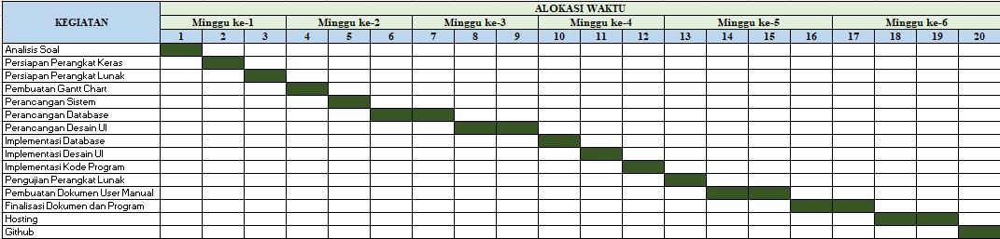 KEGIATAN
ALOKASI WAKTU
Minggu ke-1 Minggu ke-2 Minggu ke-3 Minggu ke-4 Minggu ke-5 Minggu ke-6
1 2 3 4 5 6 7 8 9 10 11 12 13 14 15 16 17 18 19 20
Analisis Soal
Persiapan Perangkat Keras
Persiapan Perangkat Lunak
Pembuatan Gantt Chart
Perancangan Sistem
Perancangan Database
Perancangan Desain UI
Implementasi Database
Implementasi Desain UI
Implementasi Kode Program
Pengujian Perangkat Lunak
Pembuatan Dokumen User Manual
Finalisasi Dokumen dan Program
Hosting
Github